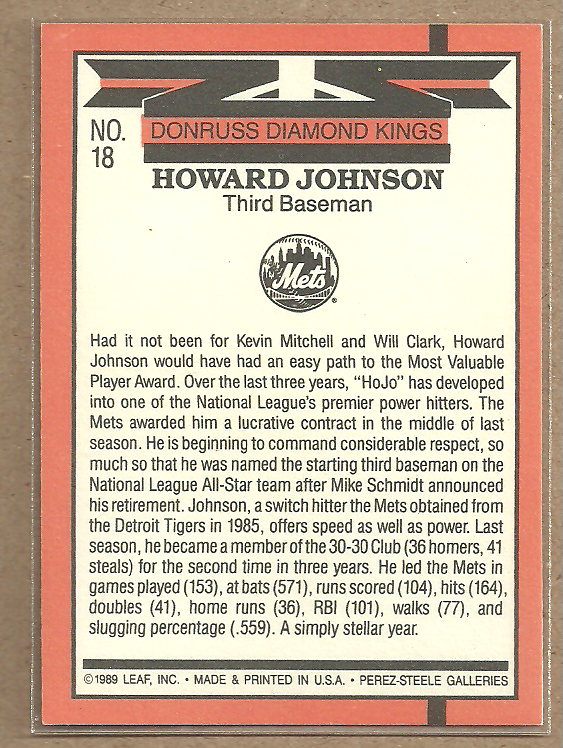 NO.
18
DONRUSS DIAMOND KINGS
HOWARD JOHNSON
Third Baseman
Mets
®
Had it not been for Kevin Mitchell and Will Clark, Howard
Johnson would have had an easy path to the Most Valuable
Player Award. Over the last three years, “HoJo” has developed
into one of the National League’s premier power hitters. The
Mets awarded him a lucrative contract in the middle of last
season. He is beginning to command considerable respect, so
much so that he was named the starting third baseman on the
National League All-Star team after Mike Schmidt announced
his retirement. Johnson, a switch hitter the Mets obtained from
the Detroit Tigers in 1985, offers speed as well as power. Last
season, he became a member of the 30-30 Club (36 homers, 41
steals) for the second time in three years. He led the Mets in
games played (153), at bats (571), runs scored (104), hits (164),
doubles (41), home runs (36), RBI (101), walks (77), and
slugging percentage (.559). A simply stellar year.
©1989 LEAF, INC. • MADE & PRINTED IN U.S.A. • PEREZ-STEELE GALLERIES